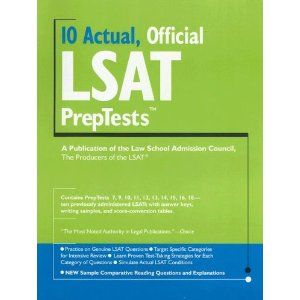 10 Actual, Official
LSAT
PrepTests™
A Publication of the Law School Admission Council,
The Producers of the LSAT®
Contains PrepTests 7, 9, 10, 11, 12, 13, 14, 15, 16, 18—
ten previously administered LSATs with answer keys,
writing samples, and score-conversion tables.
"The Most Noted Authority in Legal Publications." —
• Practice on Genuine LSAT Questions • Target Specific Categories
for Intensive Review • Learn Proven Test-Taking Strategies for Each
Category of Questions • Simulate Actual LSAT Conditions
• NEW Sample Comparative Reading Questions and Explanations